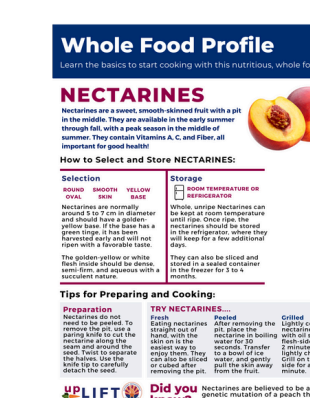 Whole Food Profile
Learn the basics to start cooking with this nutritious, whole fo
NECTARINES
Nectarines are a sweet, smooth-skinned fruit with a pit
in the middle. They are available in the early summer
through fall, with a peak season in the middle of
summer. They contain Vitamins A, C, and Fiber, all
important for good health!
How to Select and Store NECTARINES:
Selection
ROUND SMOOTH YELLOW
OVAL SKIN BASE
Nectarines are normally
around 5 to 7 cm in diameter
and should have a golden-
yellow base. If the base has a
green tinge, it has been
harvested early and will not
ripen with a favorable taste.
The golden-yellow or white
flesh inside should be dense,
semi-firm, and aqueous with a
succulent nature.
Storage
ROOM TEMPERATURE OR
REFRIGERATOR
Whole, unripe Nectarines can
be kept at room temperature
until ripe. Once ripe, the
nectarines should be stored
in the refrigerator, where they
will keep for a few additional
days.
They can also be sliced and
stored in a sealed container
in the freezer for 3 to 4
months.
Tips for Preparing and Cooking:
Preparation
Nectarines do not
need to be peeled. To
remove the pit, use a
paring knife to cut the
nectarine along the
seam and around the
seed. Twist to separate
the halves. Use the
knife tip to carefully
detach the seed.
TRY NECTARINES....
Fresh
Eating nectarines
straight out of
hand, with the
skin on is the
easiest way to
enjoy them. They
can also be sliced
or cubed after
removing the pit.
Peeled
After removing the
pit, place the
nectarine in boiling
water for 30
seconds. Transfer
to a bowl of ice
water, and gently
pull the skin away
from the fruit.
Grilled
Lightly c
nectarine
with oil
flesh-sid
2 minute
lightly ch
Grill on t
side for a
minute.
UPLIFT
Did you
know?
Nectarines are believed to be a
genetic mutation of a peach th